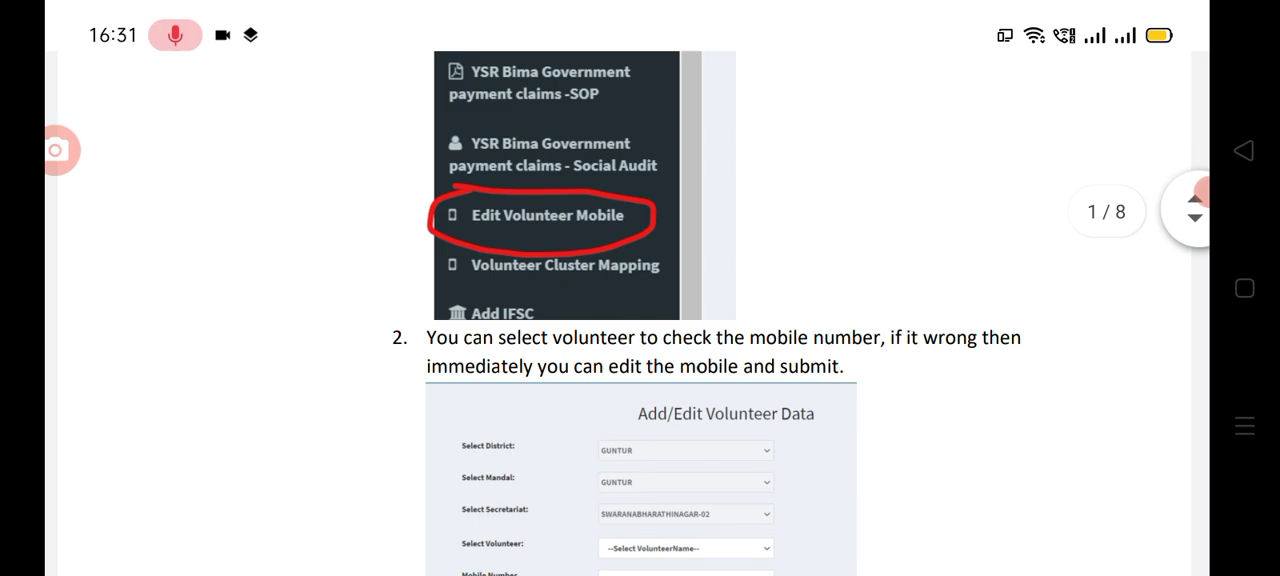 16:31
YSR Bima Government
payment claims -SOP
YSR Bima Government
payment claims - Social Audit
Edit Volunteer Mobile
Volunteer Cluster Mapping
Add IFSC
1 / 8
2. You can select volunteer to check the mobile number, if it wrong then
immediately you can edit the mobile and submit.
Add/Edit Volunteer Data
Select District: GUNTUR
Select Mandal: GUNTUR
Select Secretariat: SWARANABHARATHINAGAR-02
Select Volunteer: --Select VolunteerName--
Mobile Number